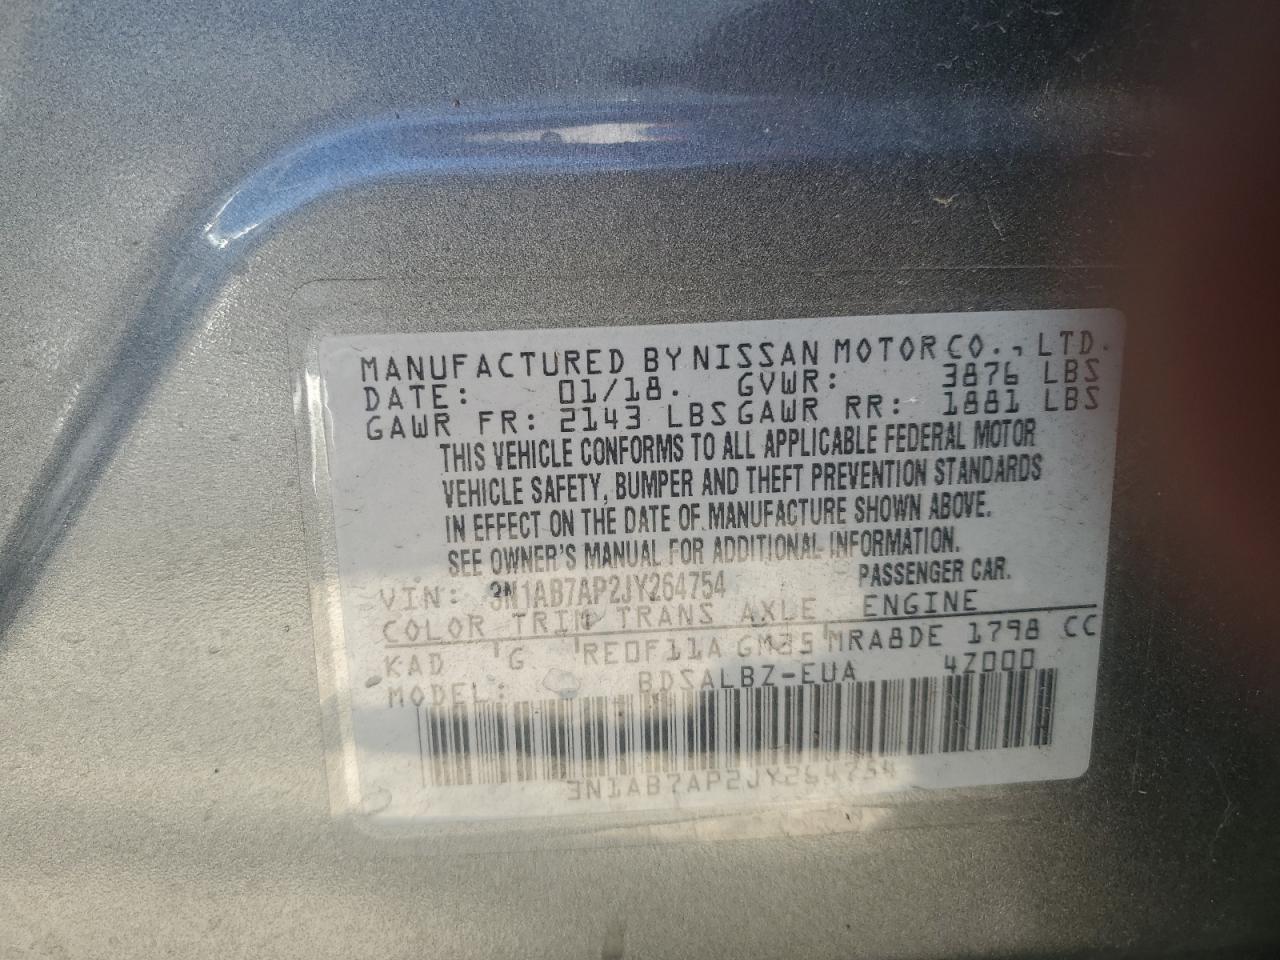 MANUFACTURED BY NISSAN MOTOR CO., LTD.
DATE: 01/18. GVWR: 3876 LBS
GAWR FR: 2143 LBS GAWR RR: 1881 LBS
THIS VEHICLE CONFORMS TO ALL APPLICABLE FEDERAL MOTOR
VEHICLE SAFETY, BUMPER AND THEFT PREVENTION STANDARDS
IN EFFECT ON THE DATE OF MANUFACTURE SHOWN ABOVE.
SEE OWNER'S MANUAL FOR ADDITIONAL INFORMATION.
VIN: 3N1AB7AP2JY264754 PASSENGER CAR.
COLOR TRIM TRANS AXLE ENGINE
KAD G RE0F11A GM35 MRA8DE 1798 CC
MODEL: BDSALBZ-EUA 4Z000
3N1AB7AP2JY264754